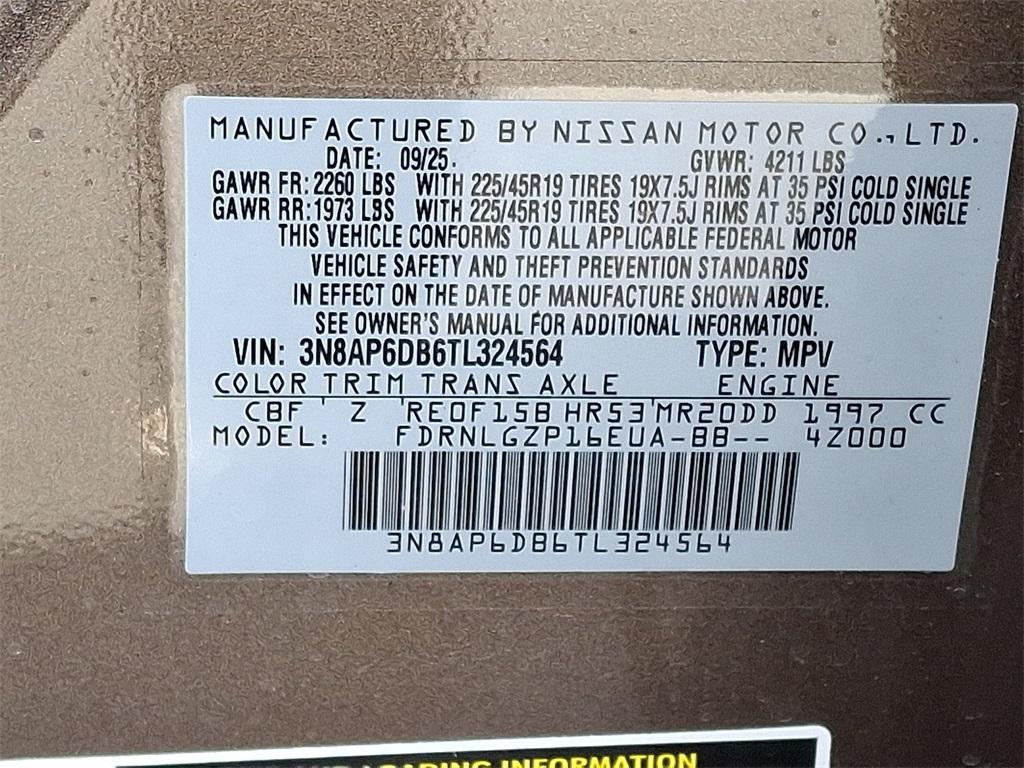 MANUFACTURED BY NISSAN MOTOR CO., LTD.
DATE: 09/25. GVWR: 4211 LBS
GAWR FR: 2260 LBS WITH 225/45R19 TIRES 19X7.5J RIMS AT 35 PSI COLD SINGLE
GAWR RR: 1973 LBS WITH 225/45R19 TIRES 19X7.5J RIMS AT 35 PSI COLD SINGLE
THIS VEHICLE CONFORMS TO ALL APPLICABLE FEDERAL MOTOR
VEHICLE SAFETY AND THEFT PREVENTION STANDARDS
IN EFFECT ON THE DATE OF MANUFACTURE SHOWN ABOVE.
SEE OWNER'S MANUAL FOR ADDITIONAL INFORMATION.
VIN: 3N8AP6DB6TL324564 TYPE: MPV
COLOR TRIM TRANS AXLE ENGINE
CBF Z RE0F15B HR53 MR20DD 1997 CC
MODEL: FDRNLGZP16EUA-BB-- 4Z000
3N8AP6DB6TL324564
LOADING INFORMATION